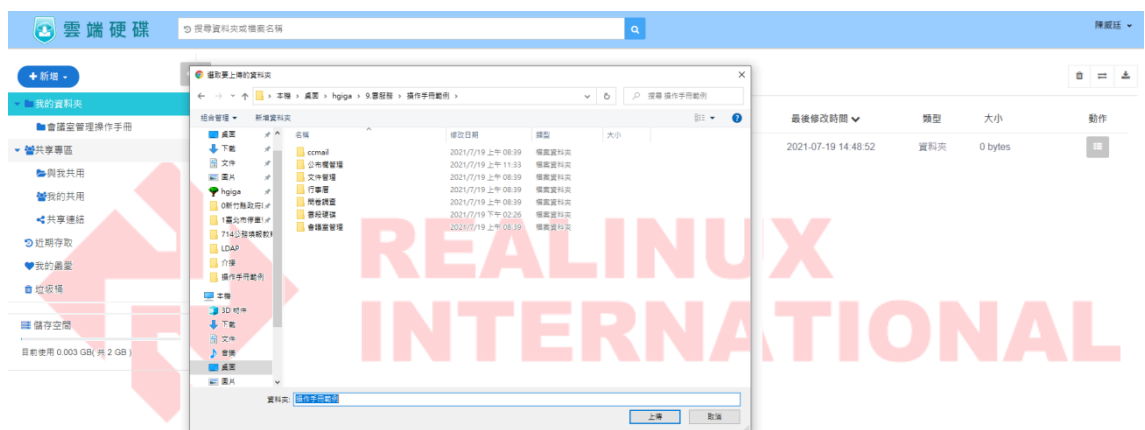 雲端硬碟
搜尋資料夾或檔案名稱
陳威廷
+新增
我的資料夾
會議室管理操作手冊
共享專區
與我共用
我的共用
共享連結
近期存取
我的最愛
垃圾桶
儲存空間
目前使用 0.003 GB( 共 2 GB )
選取要上傳的資料夾
本機 › 桌面 › hgiga › 9.雲服務 › 操作手冊範例 ›
搜尋 操作手冊範例
組合管理 新增資料夾
桌面
下載
文件
圖片
hgiga
0新竹縣政府(
1臺北市停車!
LDAP
介接
操作手冊範例
本機
3D 物件
下載
文件
音樂
桌面
圖片
名稱 修改日期 類型 大小
ccmail 2021/7/19 上午 08:39 檔案資料夾
公布欄管理 2021/7/19 上午 11:33 檔案資料夾
文件管理 2021/7/19 上午 08:39 檔案資料夾
行事曆 2021/7/19 上午 08:39 檔案資料夾
問卷調查 2021/7/19 上午 08:39 檔案資料夾
雲端硬碟 2021/7/19 下午 02:26 檔案資料夾
會議室管理 2021/7/19 上午 08:39 檔案資料夾
資料夾: 操作手冊範例
上傳 取消
最後修改時間 類型 大小 動作
2021-07-19 14:48:52 資料夾 0 bytes
REALINUX
INTERNATIONAL